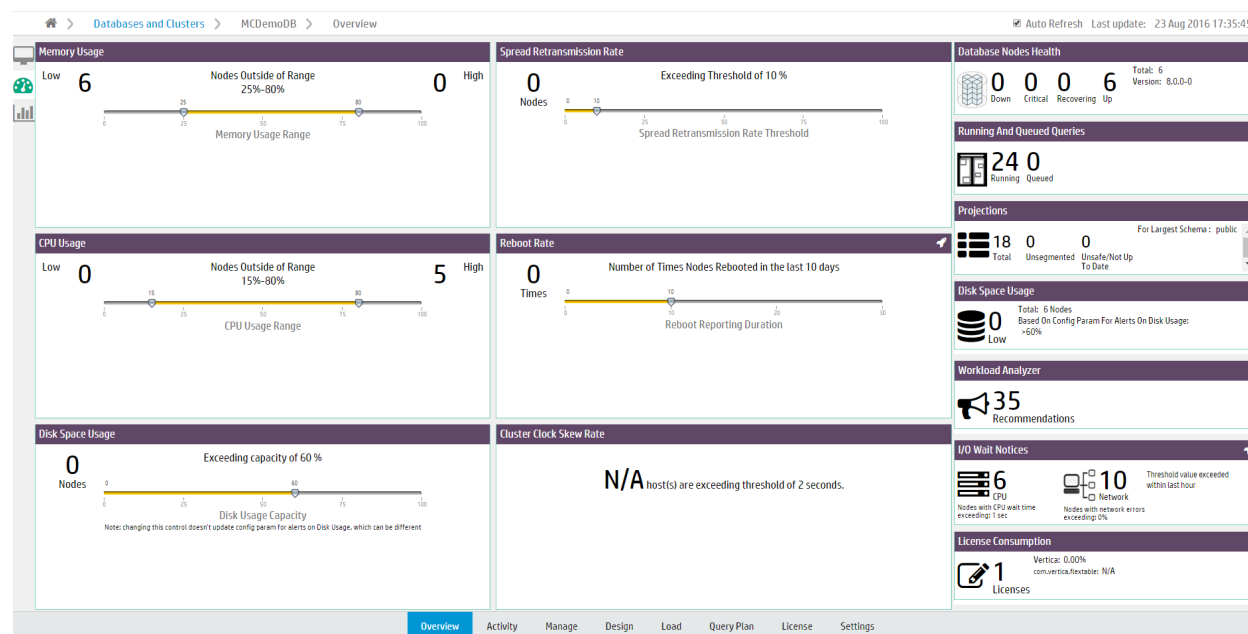 Databases and Clusters > MCDemoDB > Overview
Auto Refresh Last update: 23 Aug 2016 17:35:45
Memory Usage
Low 6 Nodes Outside of Range 0 High
25%-80%
25 80
0 25 50 75 100
Memory Usage Range
Spread Retransmission Rate
0 Exceeding Threshold of 10 %
Nodes
0 10
0 25 50 75 100
Spread Retransmission Rate Threshold
CPU Usage
Low 0 Nodes Outside of Range 5 High
15%-80%
15 80
0 25 50 75 100
CPU Usage Range
Reboot Rate
0 Number of Times Nodes Rebooted in the last 10 days
Times
0 10
0 10 20 30
Reboot Reporting Duration
Disk Space Usage
0 Exceeding capacity of 60 %
Nodes
0 60
0 25 50 75 100
Disk Usage Capacity
Note: changing this control doesn't update config param for alerts on Disk Usage, which can be different
Cluster Clock Skew Rate
N/A host(s) are exceeding threshold of 2 seconds.
Database Nodes Health
0 0 0 6
Down Critical Recovering Up
Total: 6
Version: 8.0.0-0
Running And Queued Queries
24 0
Running Queued
Projections
For Largest Schema : public
18 0 0
Total Unsegmented Unsafe/Not Up
To Date
Disk Space Usage
0
Low
Total: 6 Nodes
Based On Config Param For Alerts On Disk Usage:
>60%
Workload Analyzer
35
Recommendations
I/O Wait Notices
6
CPU
Nodes with CPU wait time
exceeding: 1 sec
10
Network
Nodes with network errors
exceeding: 0%
Threshold value exceeded
within last hour
License Consumption
1
Licenses
Vertica: 0.00%
com.vertica.flextable: N/A
Overview Activity Manage Design Load Query Plan License Settings